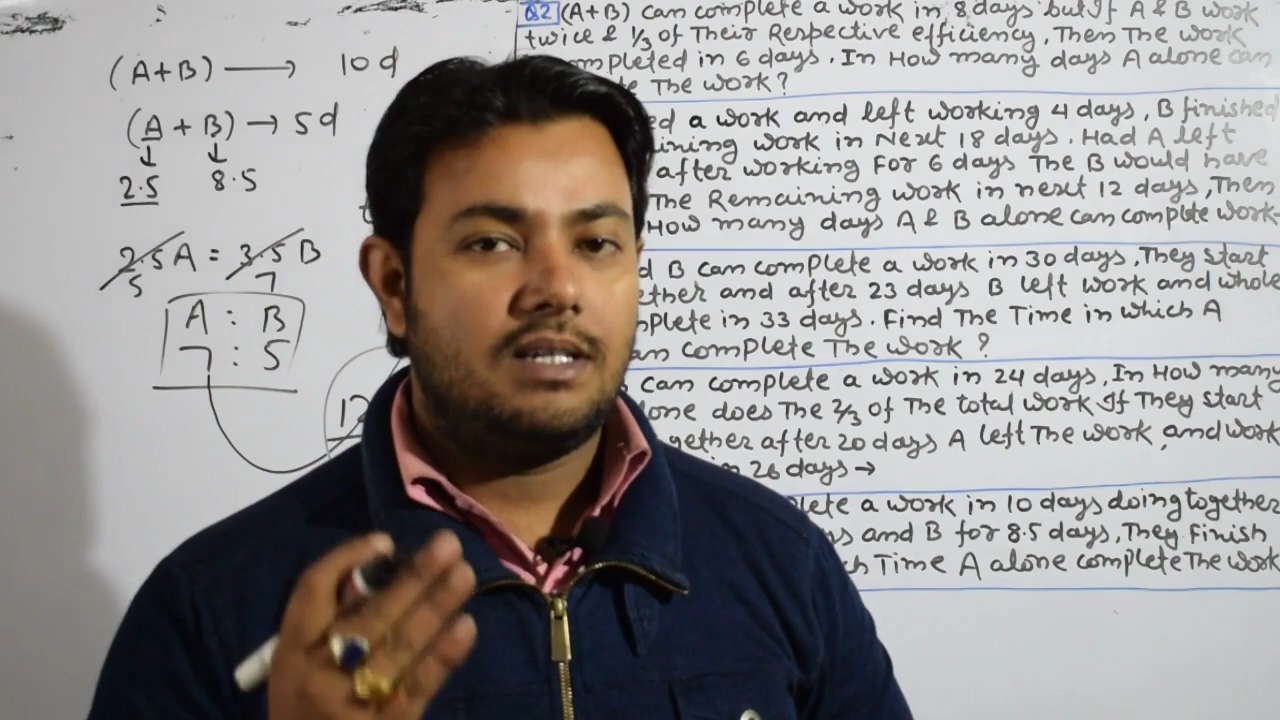 (A+B) → 10d
(A + B) → 5d
↓ ↓
2.5 8.5
2.5A = 3.5B
5 7
A : B
7 : 5
12
Q2 (A+B) can complete a work in 8 days but If A & B work
twice & 1/3 of Their Respective efficiency, Then The work
completed in 6 days. In How many days A alone can
The work?
a work and left working 4 days, B finished
work in Next 18 days. Had A left
after working For 6 days The B would have
The Remaining work in next 12 days, Then
How many days A & B alone can complete work
B can complete a work in 30 days, They start
and after 23 days B left work and whole
in 33 days. Find The Time in which A
complete The work?
can complete a work in 24 days, In How many
does The 2/3 of The total work If They start
after 20 days A left The work, and work
26 days →
a work in 10 days doing together
and B for 8.5 days, They Finish
Time A alone complete The work